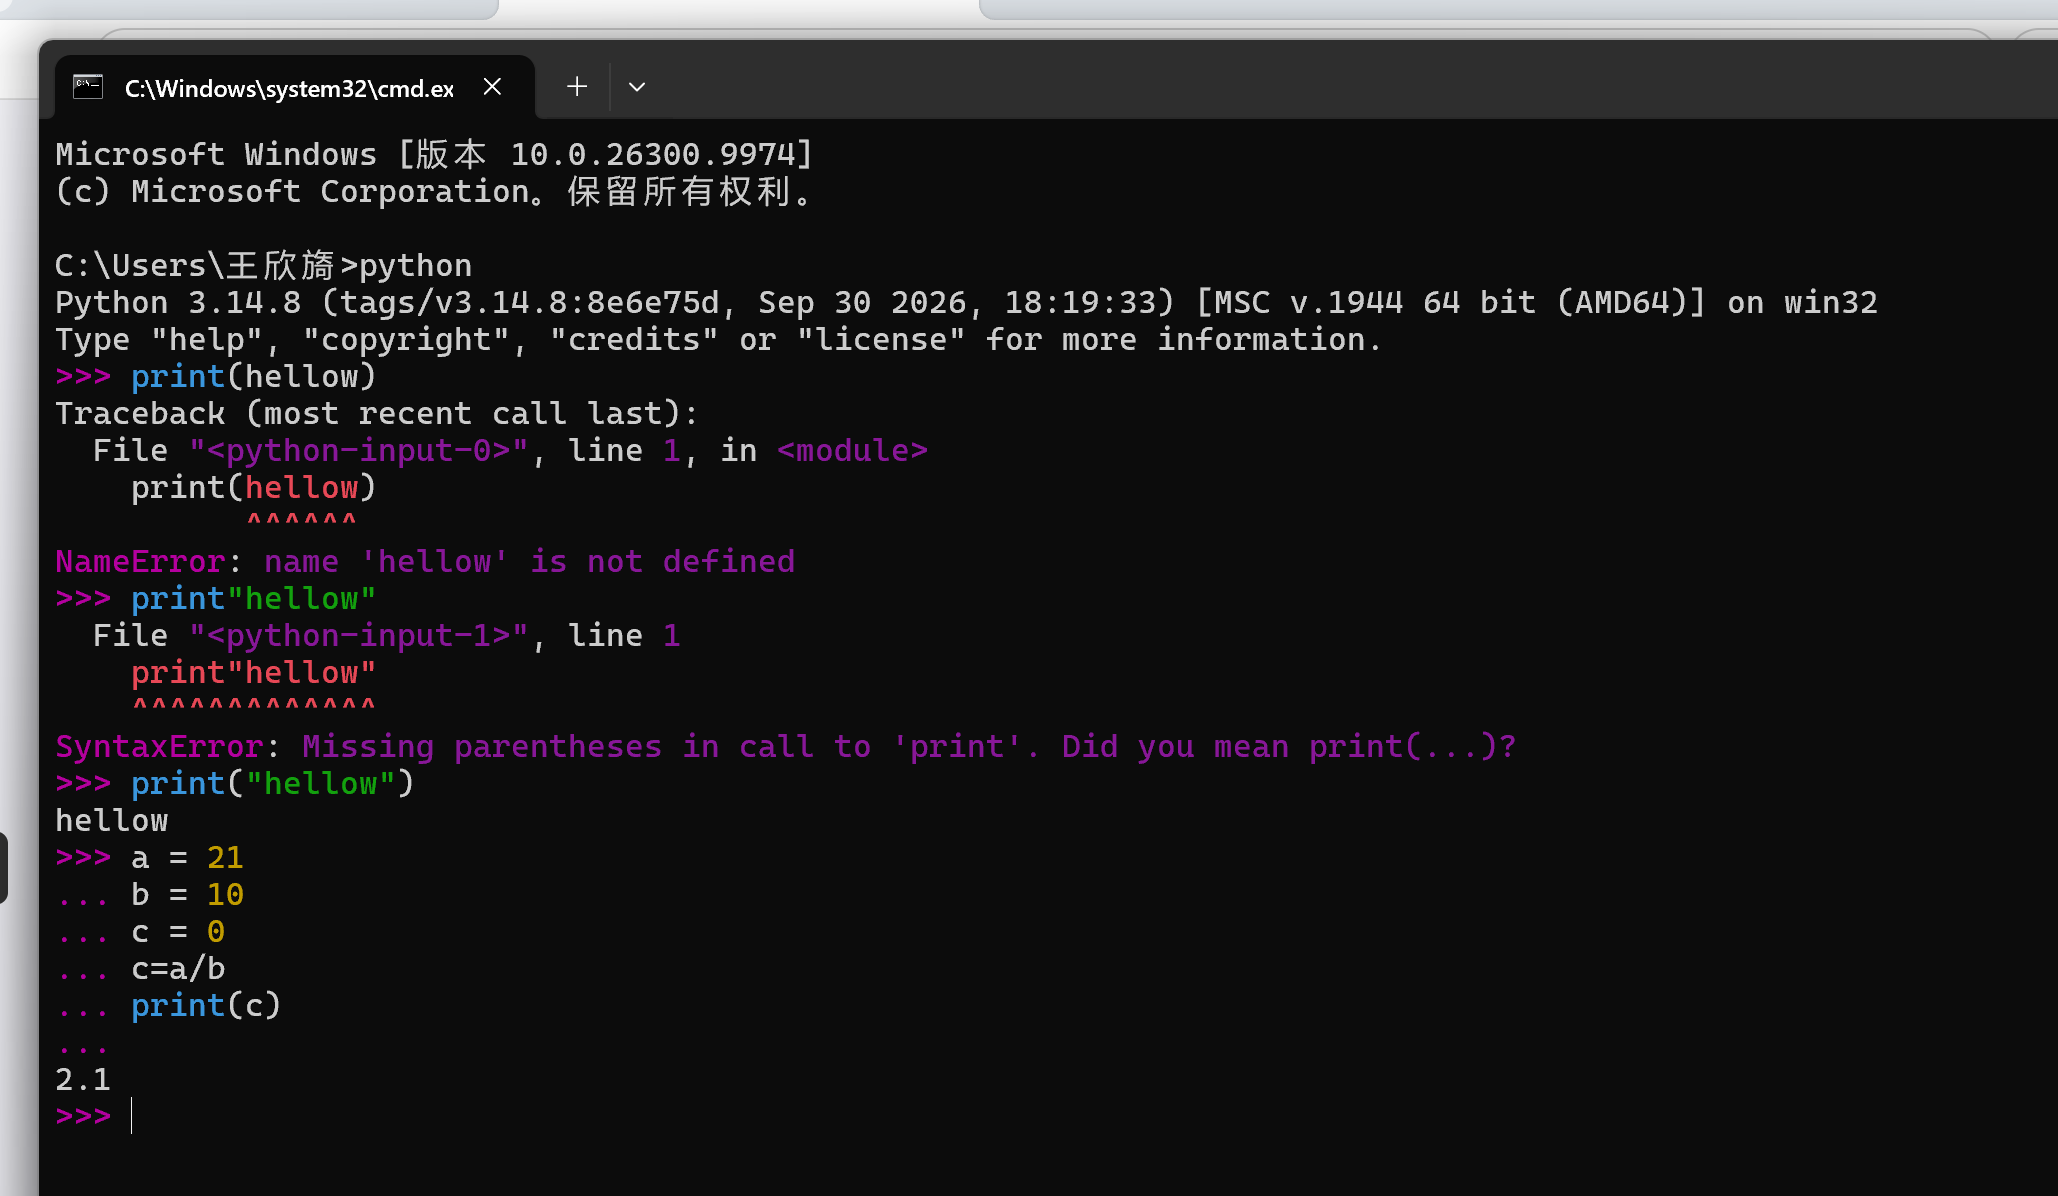 C:\Windows\system32\cmd.ex
Microsoft Windows [版本 10.0.26300.9974]
(c) Microsoft Corporation。保留所有权利。
C:\Users\王欣旖>python
Python 3.14.8 (tags/v3.14.8:8e6e75d, Sep 30 2026, 18:19:33) [MSC v.1944 64 bit (AMD64)] on win32
Type "help", "copyright", "credits" or "license" for more information.
>>> print(hellow)
Traceback (most recent call last):
  File "<python-input-0>", line 1, in <module>
    print(hellow)
          ^^^^^^
NameError: name 'hellow' is not defined
>>> print"hellow"
  File "<python-input-1>", line 1
    print"hellow"
    ^^^^^^^^^^^^^
SyntaxError: Missing parentheses in call to 'print'. Did you mean print(...)?
>>> print("hellow")
hellow
>>> a = 21
... b = 10
... c = 0
... c=a/b
... print(c)
...
2.1
>>>